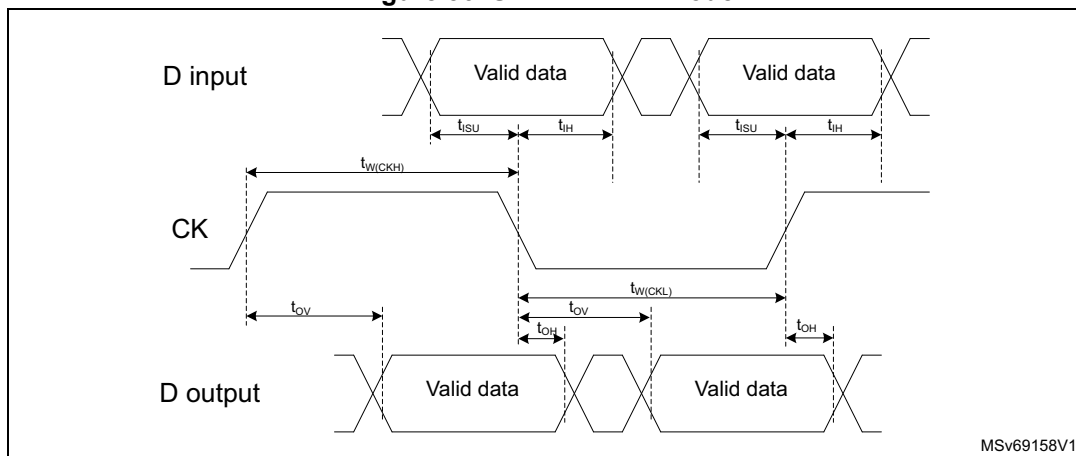 D input
Valid data
Valid data
tISU
tIH
tISU
tIH
tW(CKH)
CK
tW(CKL)
tOV
tOV
tOH
tOH
D output
Valid data
Valid data
MSv69158V1